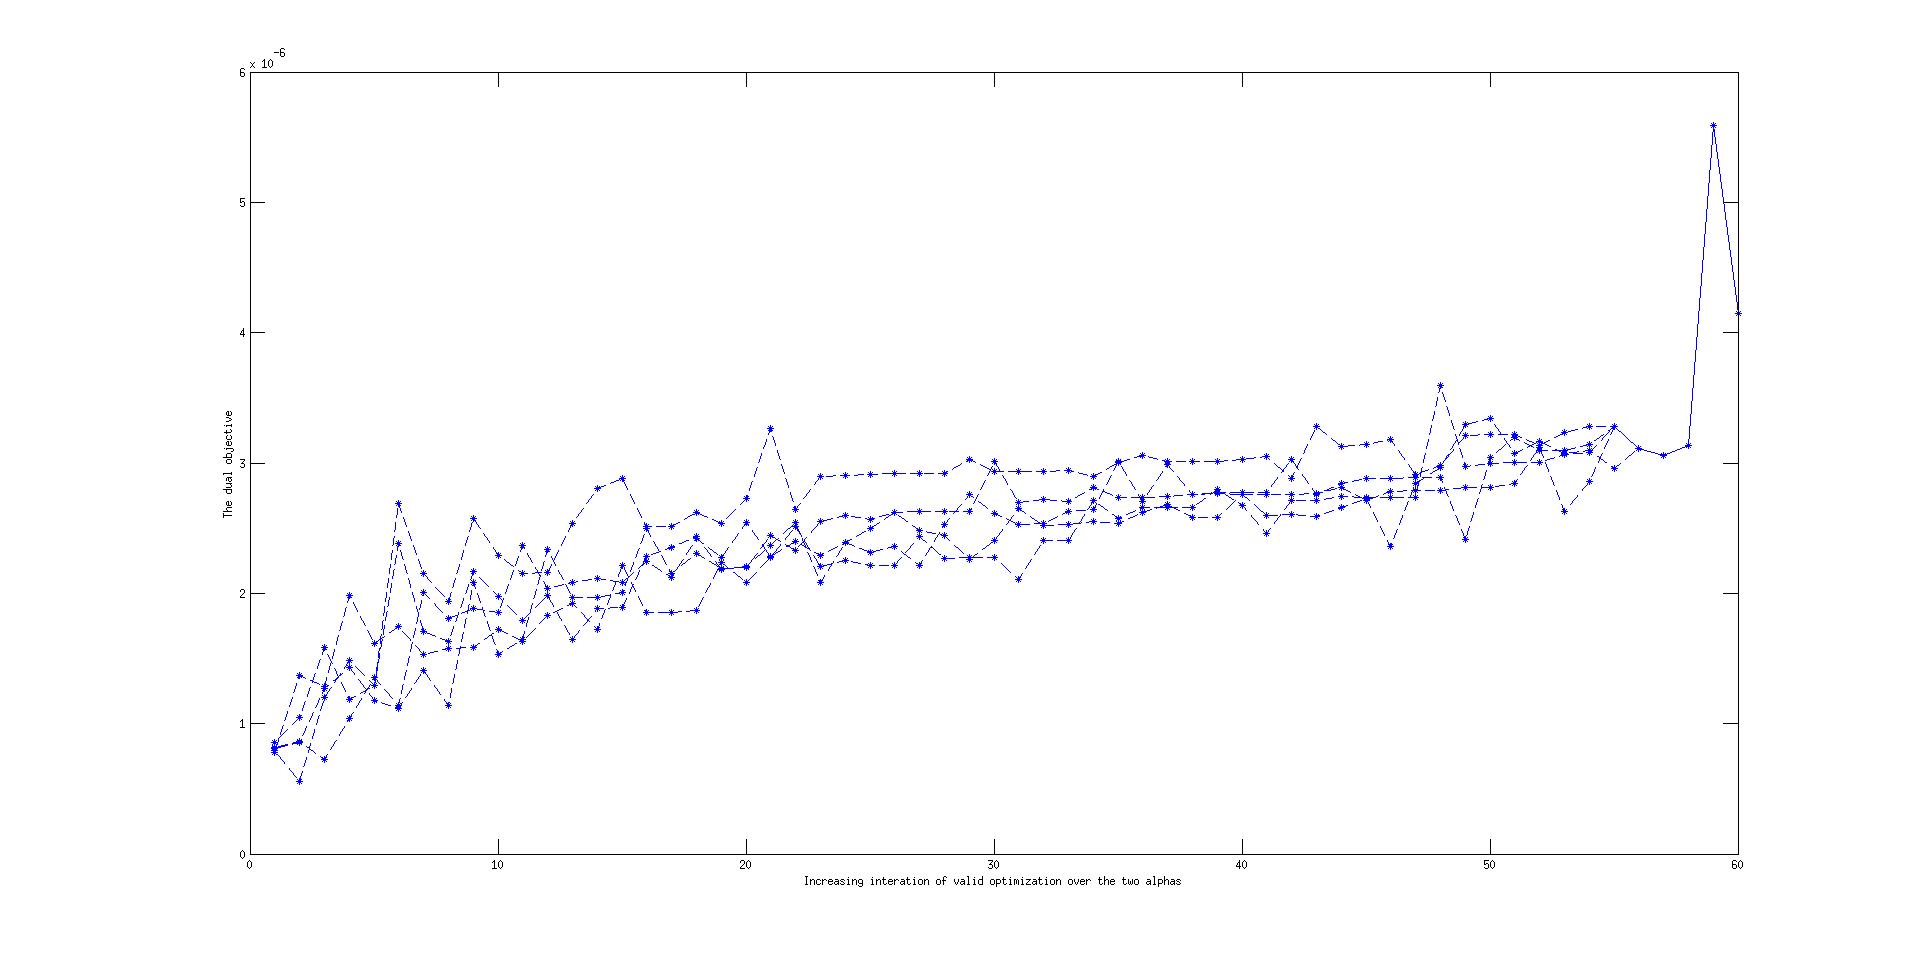 x 10
-6
6
5
4
3
2
1
0
The dual objective
0 10 20 30 40 50 60
Increasing interation of valid optimization over the two alphas